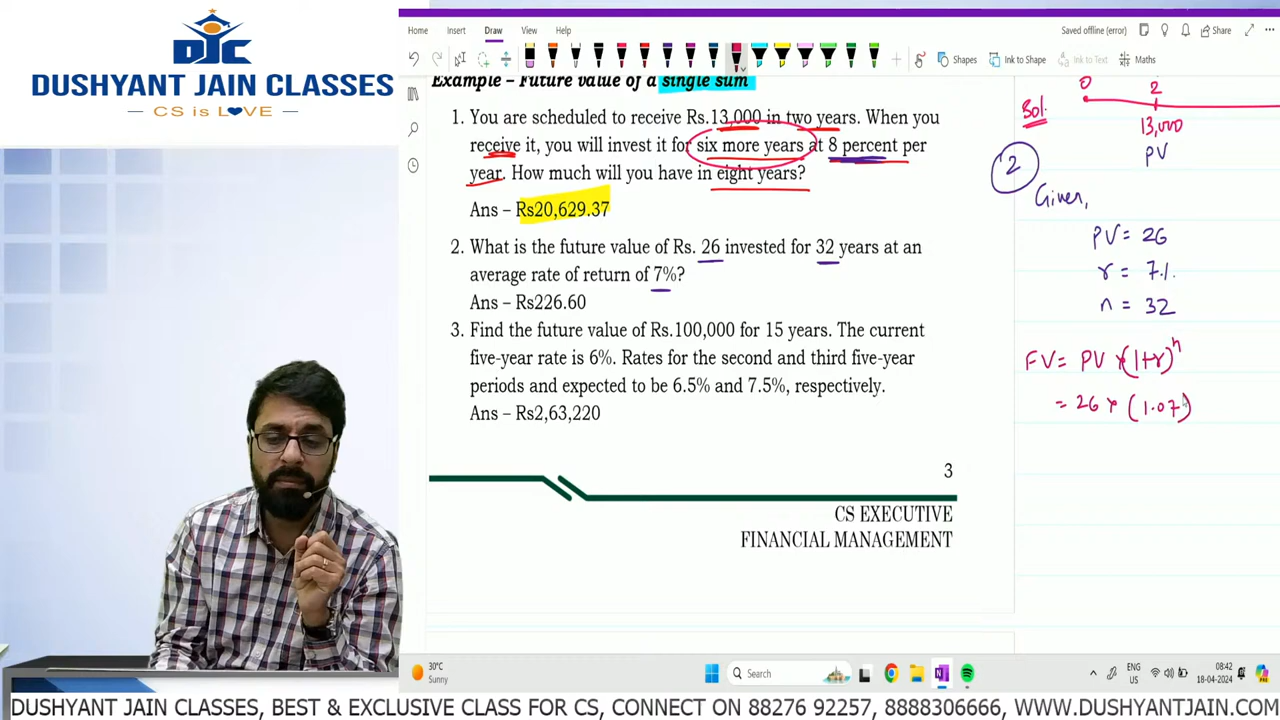 DJC
DUSHYANT JAIN CLASSES
CS is L VE
Home Insert Draw View Help
Saved offline (error)
Share
Shapes
Ink to Shape
Ink to Text
Maths
Example – Future value of a single sum
1. You are scheduled to receive Rs.13,000 in two years. When you
receive it, you will invest it for six more years at 8 percent per
year. How much will you have in eight years?
Ans – Rs20,629.37
2. What is the future value of Rs. 26 invested for 32 years at an
average rate of return of 7%?
Ans – Rs226.60
3. Find the future value of Rs.100,000 for 15 years. The current
five-year rate is 6%. Rates for the second and third five-year
periods and expected to be 6.5% and 7.5%, respectively.
Ans – Rs2,63,220
3
CS EXECUTIVE
FINANCIAL MANAGEMENT
0 2
Sol.
13,000
PV
2
Given,
PV = 26
r = 7%
n = 32
FV = PV × (1+r)^n
= 26 × (1.07)
30°C
Sunny
Search
ENG
US
08:42
18-04-2024
DUSHYANT JAIN CLASSES, BEST & EXCLUSIVE CLASS FOR CS, CONNECT ON 88276 92257, 8888306666, WWW.DUSHYANTJAIN.COM